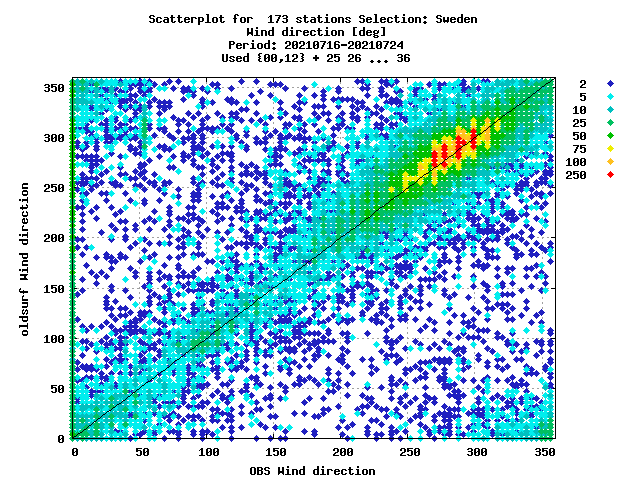 Scatterplot for  173 stations Selection: Sweden
Wind direction [deg]
Period: 20210716-20210724
Used {00,12} + 25 26 ... 36
2
5
10
25
50
75
100
250
oldsurf Wind direction
350
300
250
200
150
100
50
0
0 50 100 150 200 250 300 350
OBS Wind direction